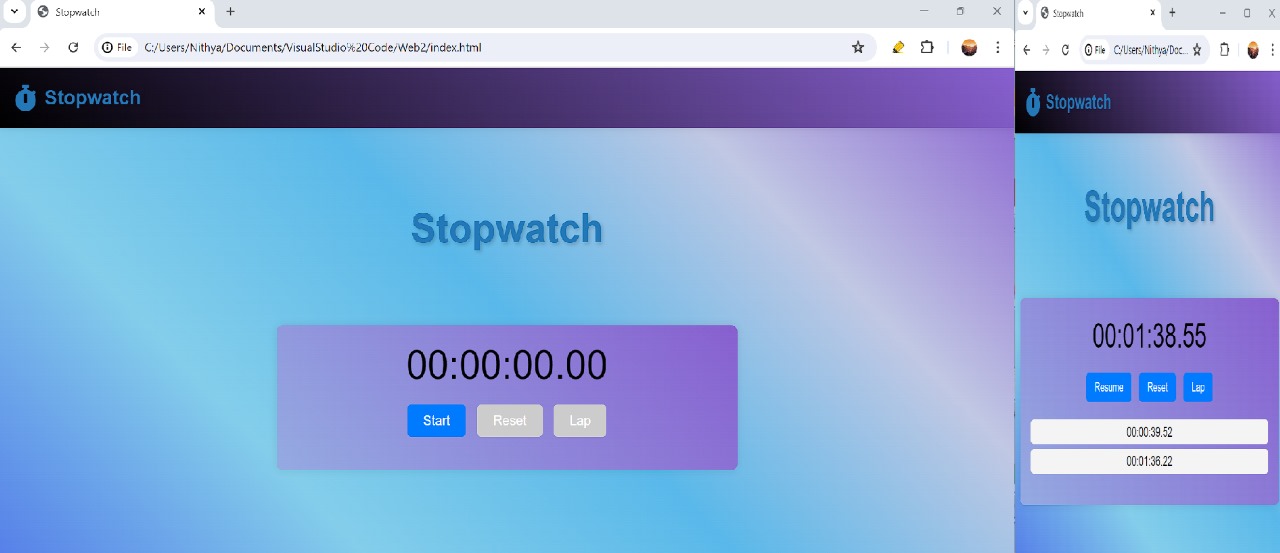 Stopwatch
File C:/Users/Nithya/Documents/VisualStudio%20Code/Web2/index.html
Stopwatch
Stopwatch
00:00:00.00
Start Reset Lap
Stopwatch
File C:/Users/Nithya/Doc...
Stopwatch
Stopwatch
00:01:38.55
Resume Reset Lap
00:00:39.52
00:01:36.22